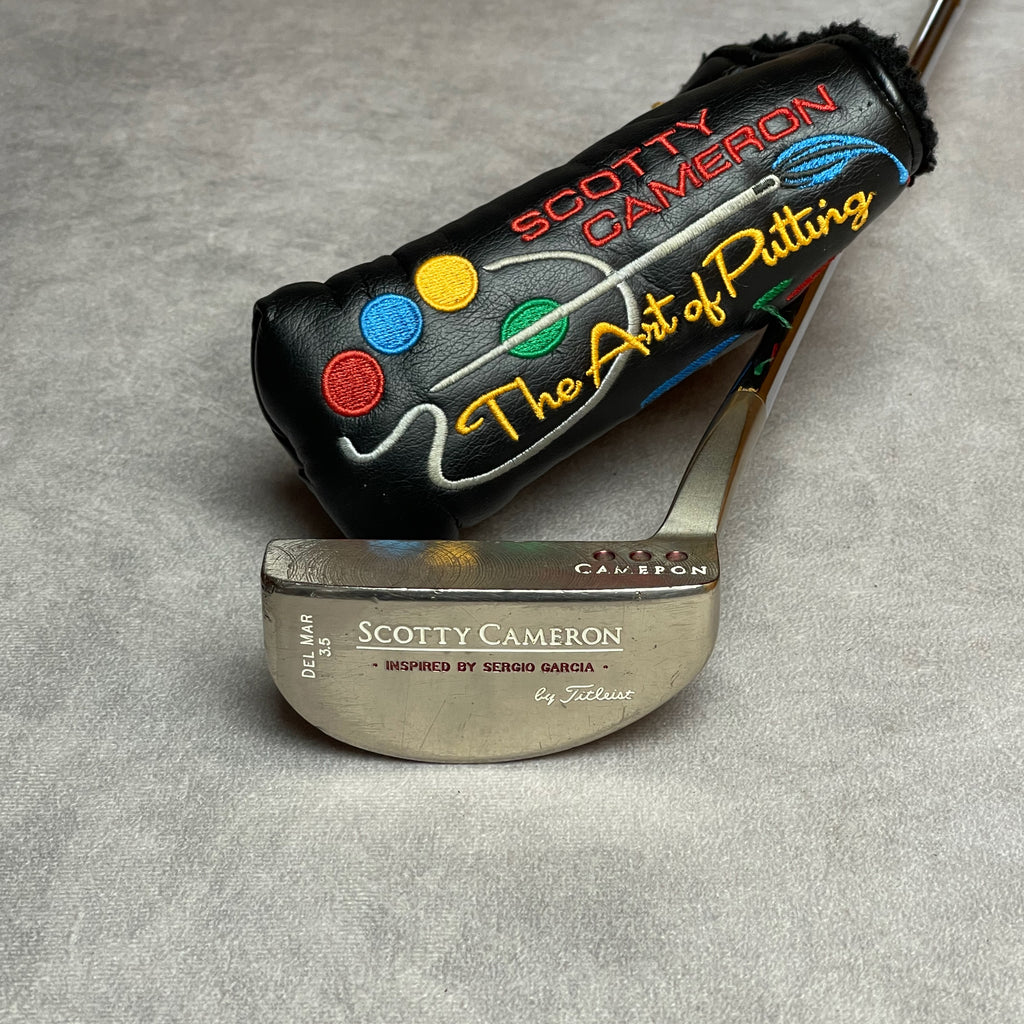 SCOTTY
CAMERON
The Art of Putting
CAMERON
DEL MAR
3.5
SCOTTY CAMERON
• INSPIRED BY SERGIO GARCIA •
by Titleist